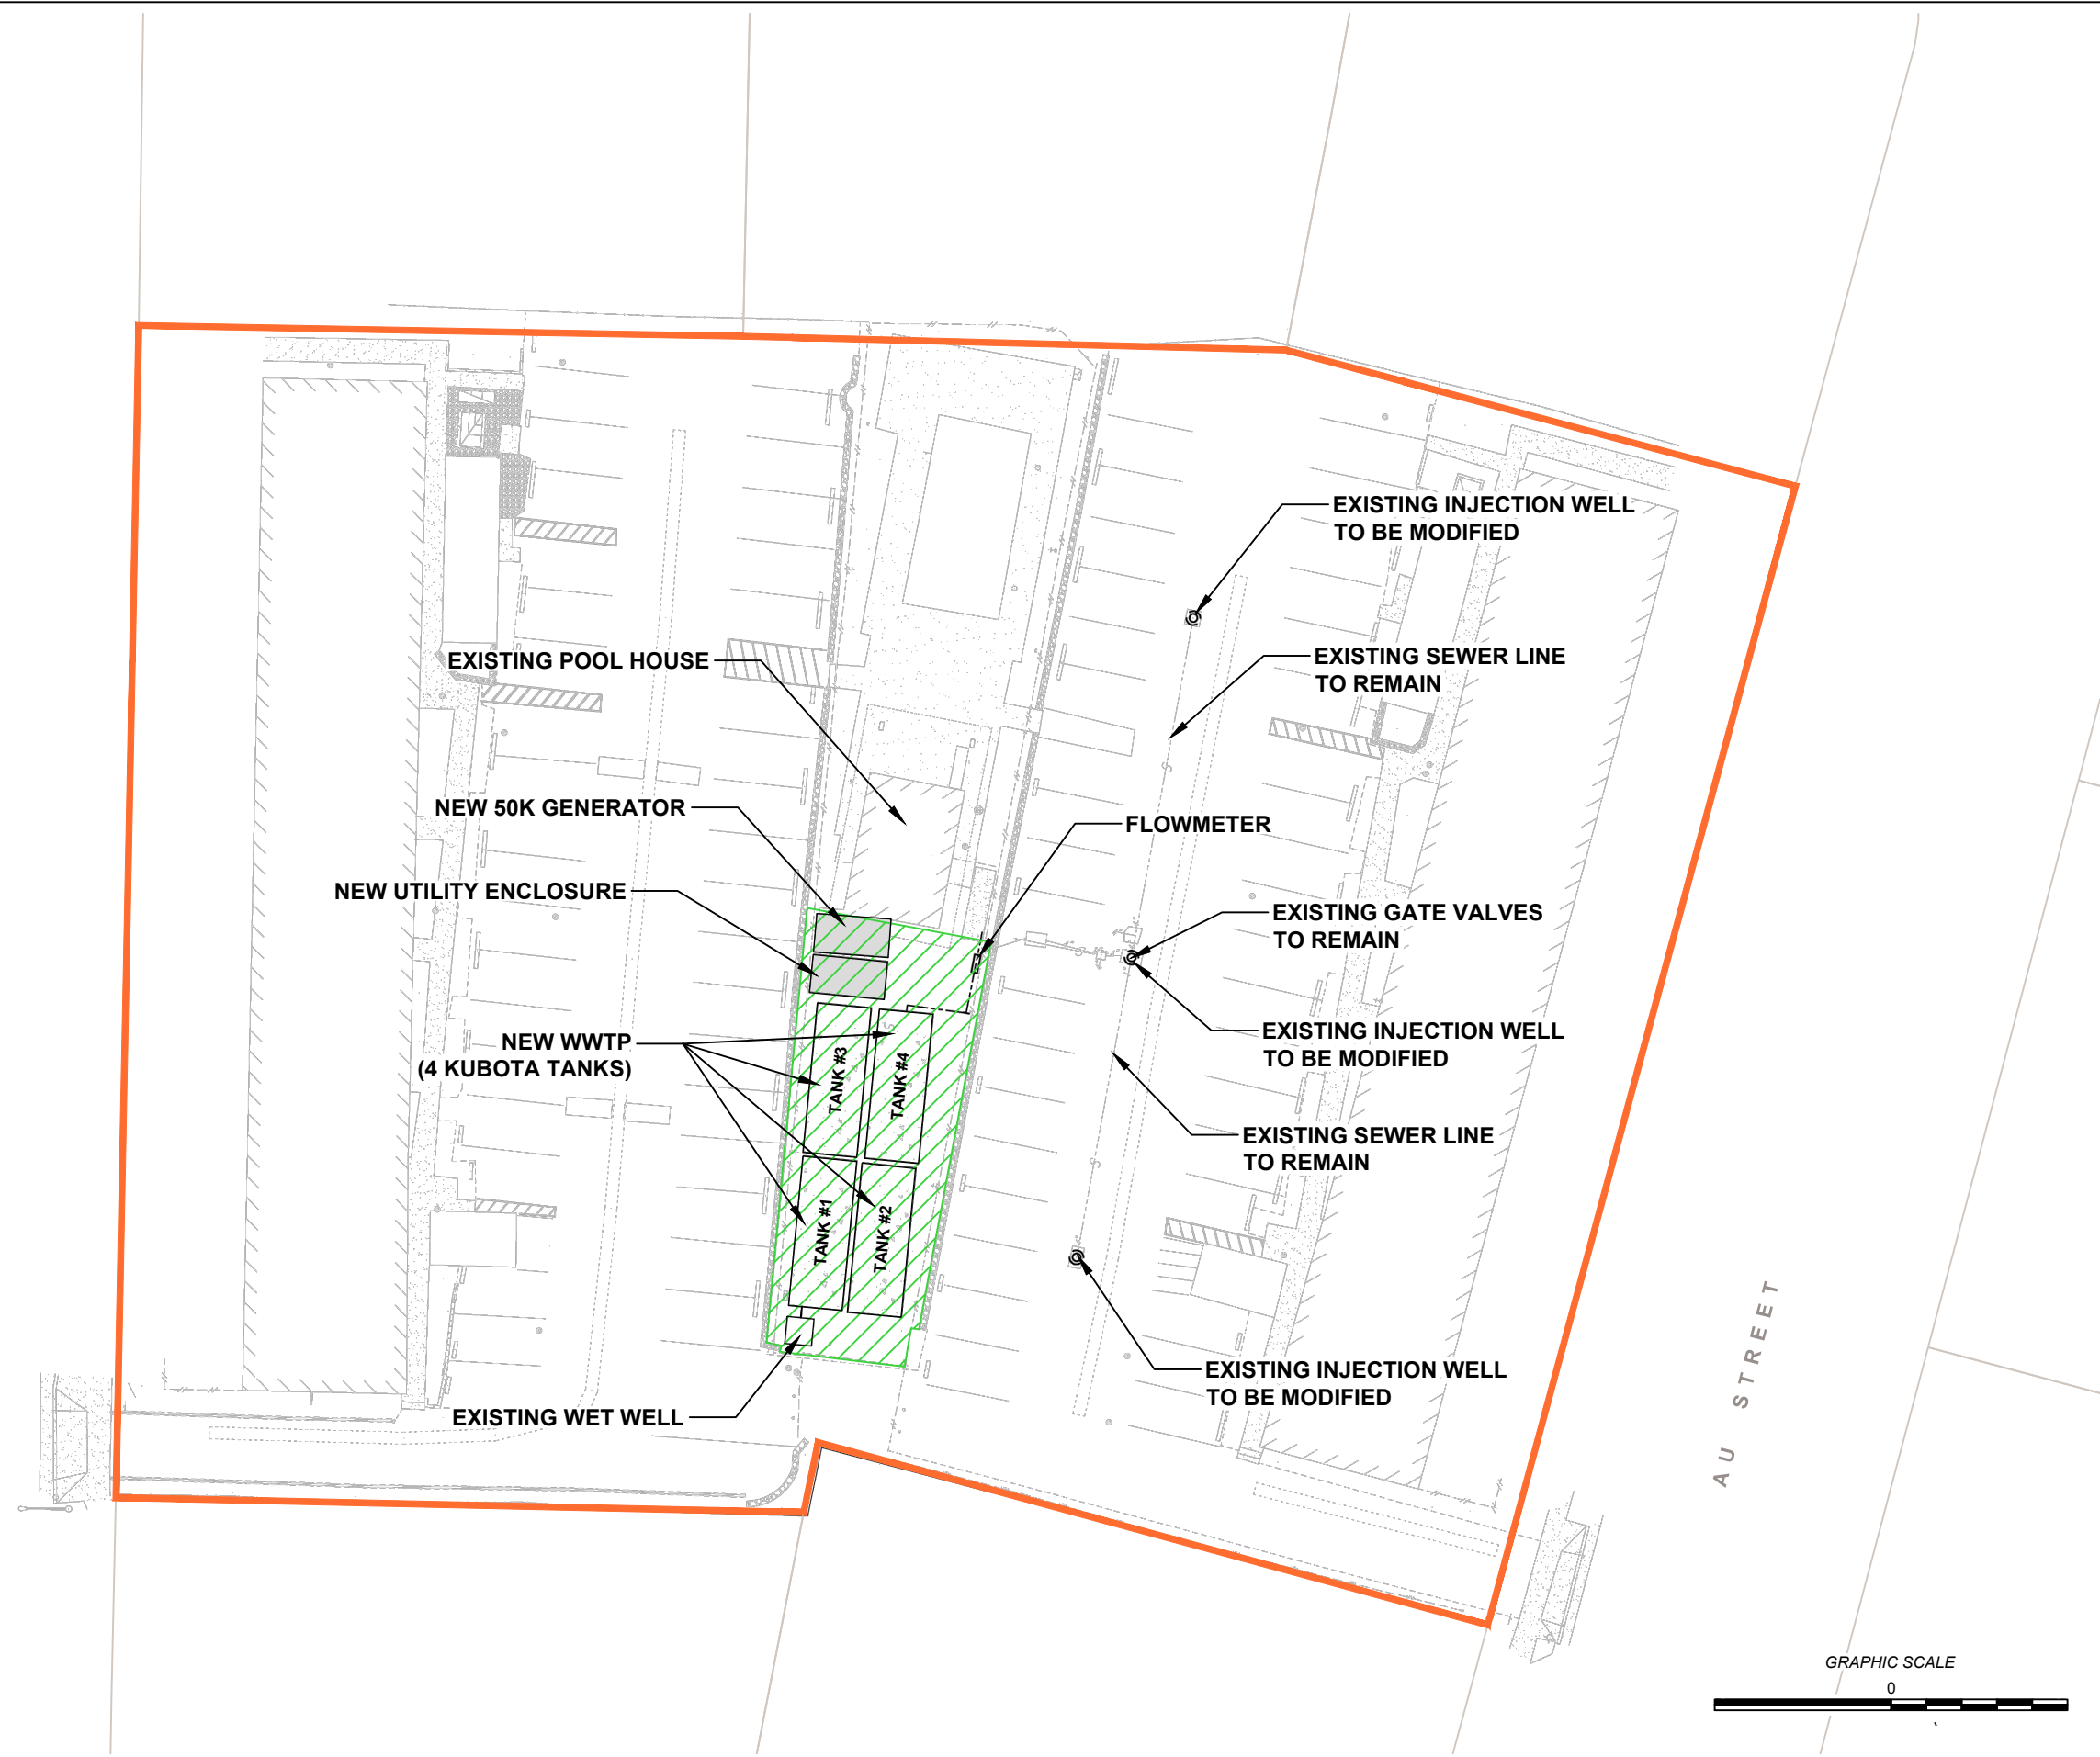 EXISTING INJECTION WELL
TO BE MODIFIED
EXISTING SEWER LINE
TO REMAIN
EXISTING POOL HOUSE
NEW 50K GENERATOR
FLOWMETER
NEW UTILITY ENCLOSURE
EXISTING GATE VALVES
TO REMAIN
NEW WWTP
(4 KUBOTA TANKS)
TANK #3
TANK #4
EXISTING INJECTION WELL
TO BE MODIFIED
EXISTING SEWER LINE
TO REMAIN
TANK #1
TANK #2
EXISTING INJECTION WELL
TO BE MODIFIED
EXISTING WET WELL
AU STREET
GRAPHIC SCALE
0
S
S
S